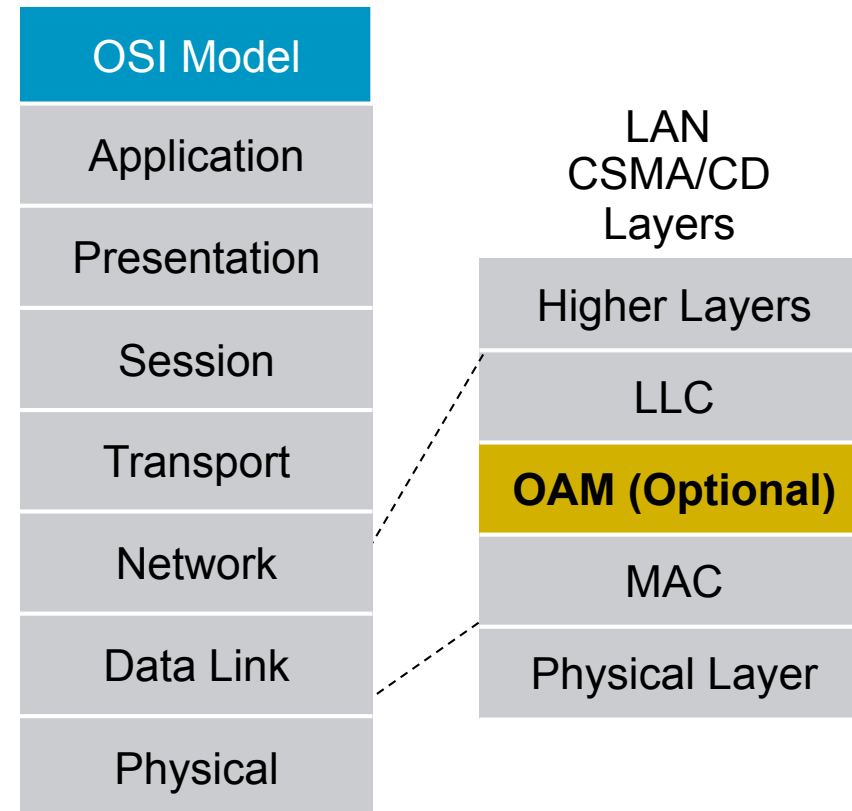 OSI Model
Application
Presentation
Session
Transport
Network
Data Link
Physical
LAN
CSMA/CD
Layers
Higher Layers
LLC
OAM (Optional)
MAC
Physical Layer